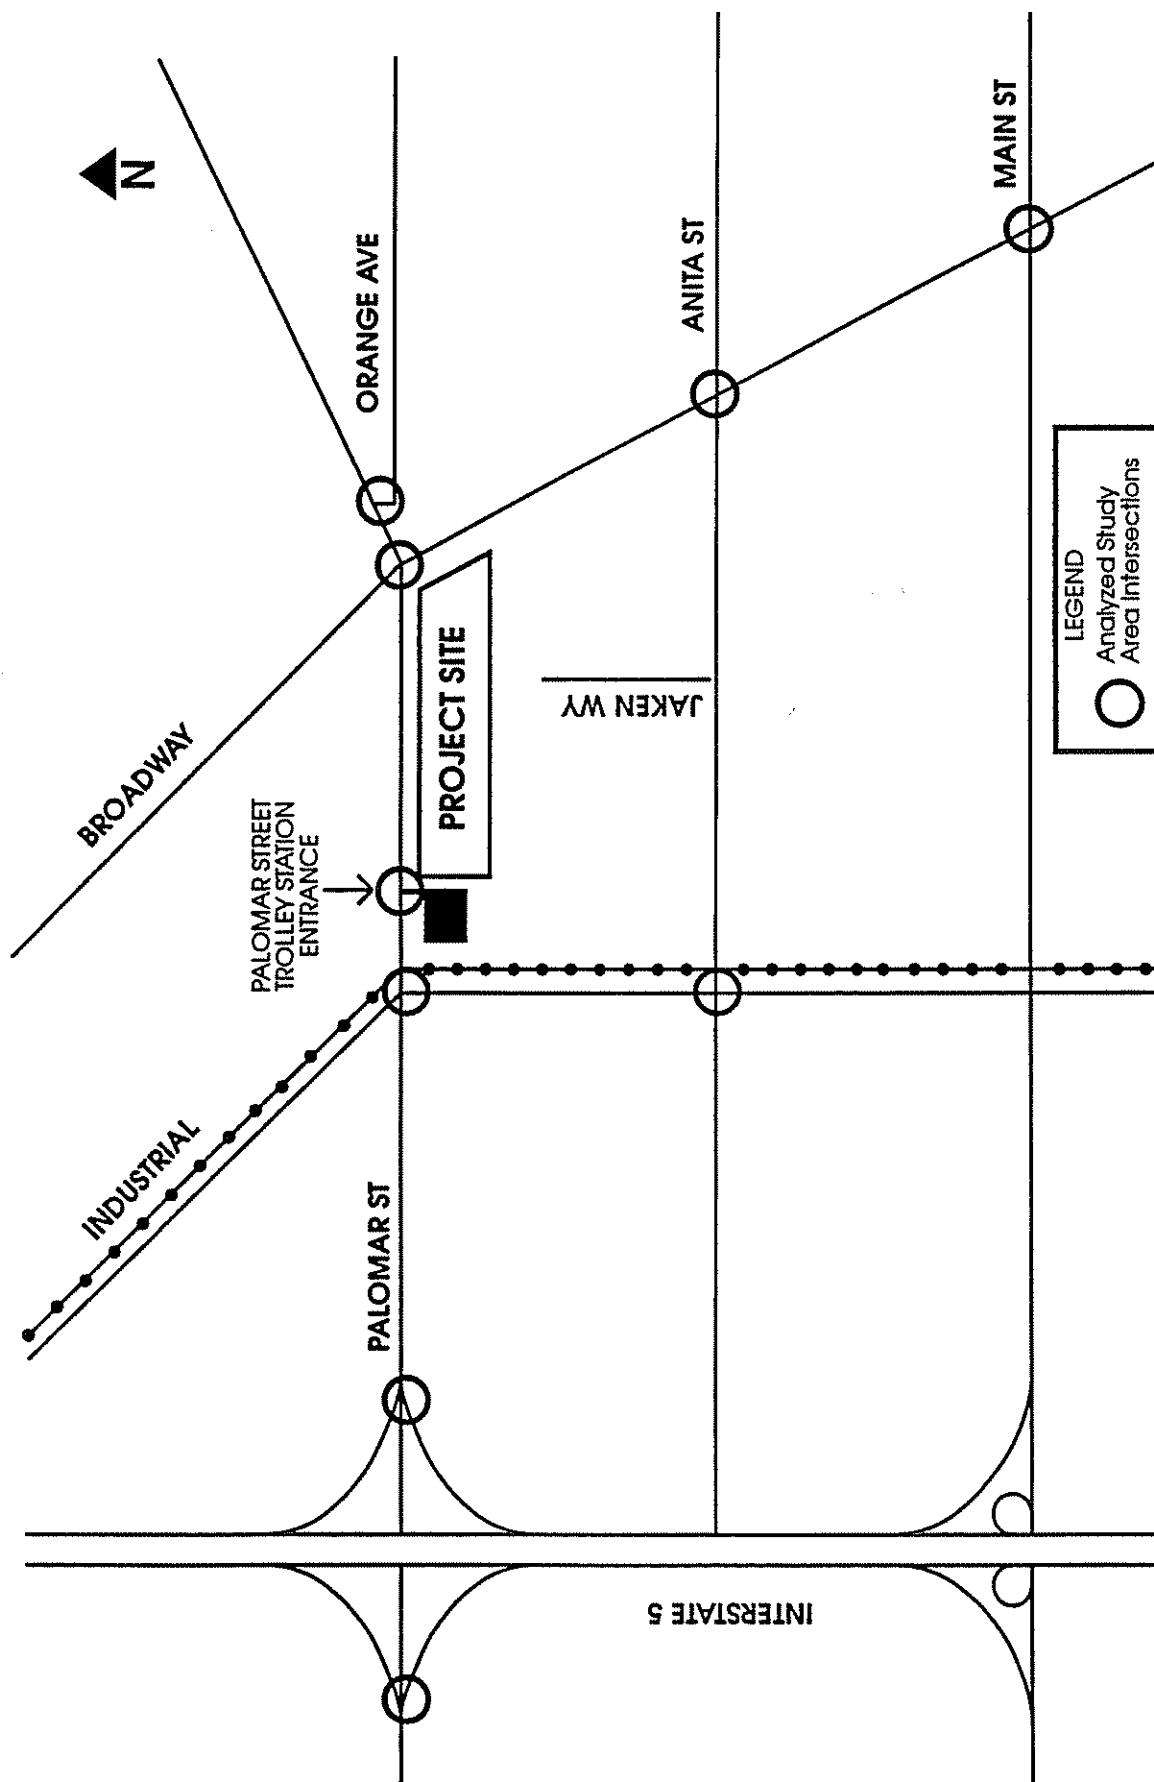 N
ORANGE AVE
BROADWAY
PALOMAR STREET
TROLLEY STATION
ENTRANCE
PROJECT SITE
INDUSTRIAL
PALOMAR ST
JAKEN WY
ANITA ST
MAIN ST
INTERSTATE 5
LEGEND
Analyzed Study
Area Intersections